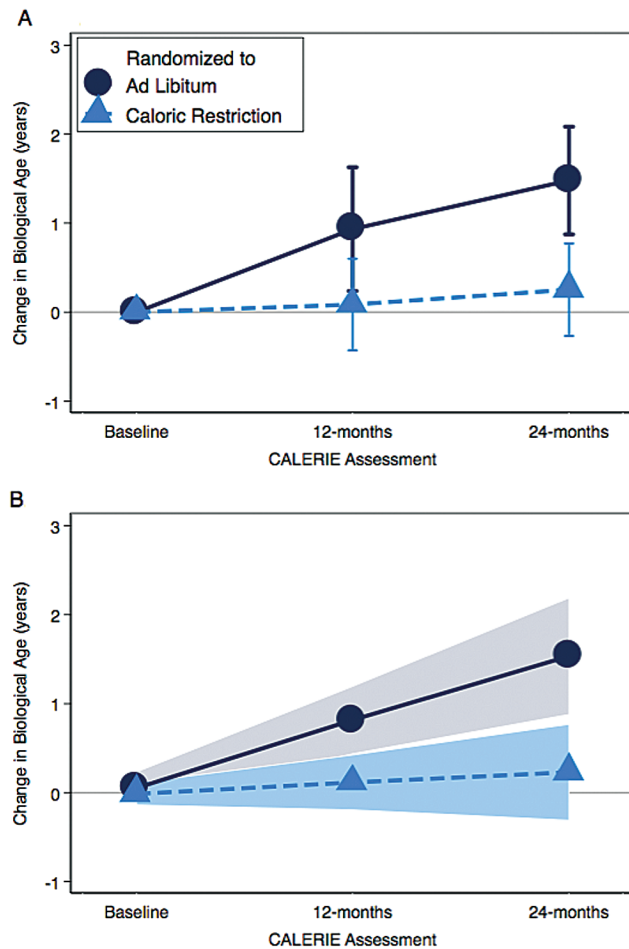 A
3
2
1
0
-1
Change in Biological Age (years)
Randomized to
Ad Libitum
Caloric Restriction
Baseline
12-months
24-months
CALERIE Assessment
B
3
2
1
0
-1
Change in Biological Age (years)
Baseline
12-months
24-months
CALERIE Assessment